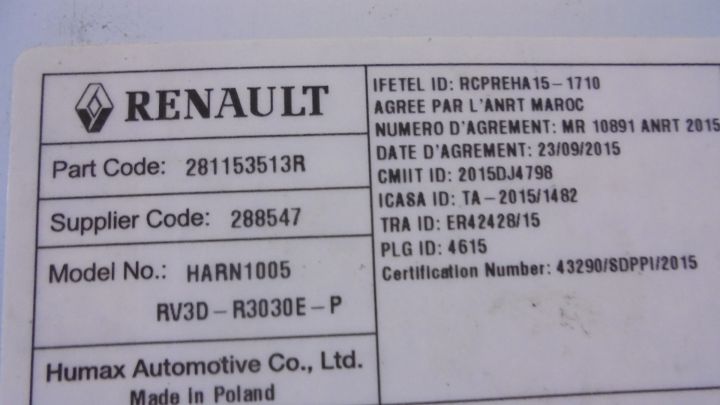 RENAULT
Part Code: 281153513R
Supplier Code: 288547
Model No.: HARN1005
RV3D-R3030E-P
Humax Automotive Co., Ltd.
Made In Poland
IFETEL ID: RCPREHA15-1710
AGREE PAR L'ANRT MAROC
NUMERO D'AGREMENT: MR 10891 ANRT 2015
DATE D'AGREMENT: 23/09/2015
CMIIT ID: 2015DJ4798
ICASA ID: TA-2015/1482
TRA ID: ER42428/15
PLG ID: 4615
Certification Number: 43290/SDPPI/2015